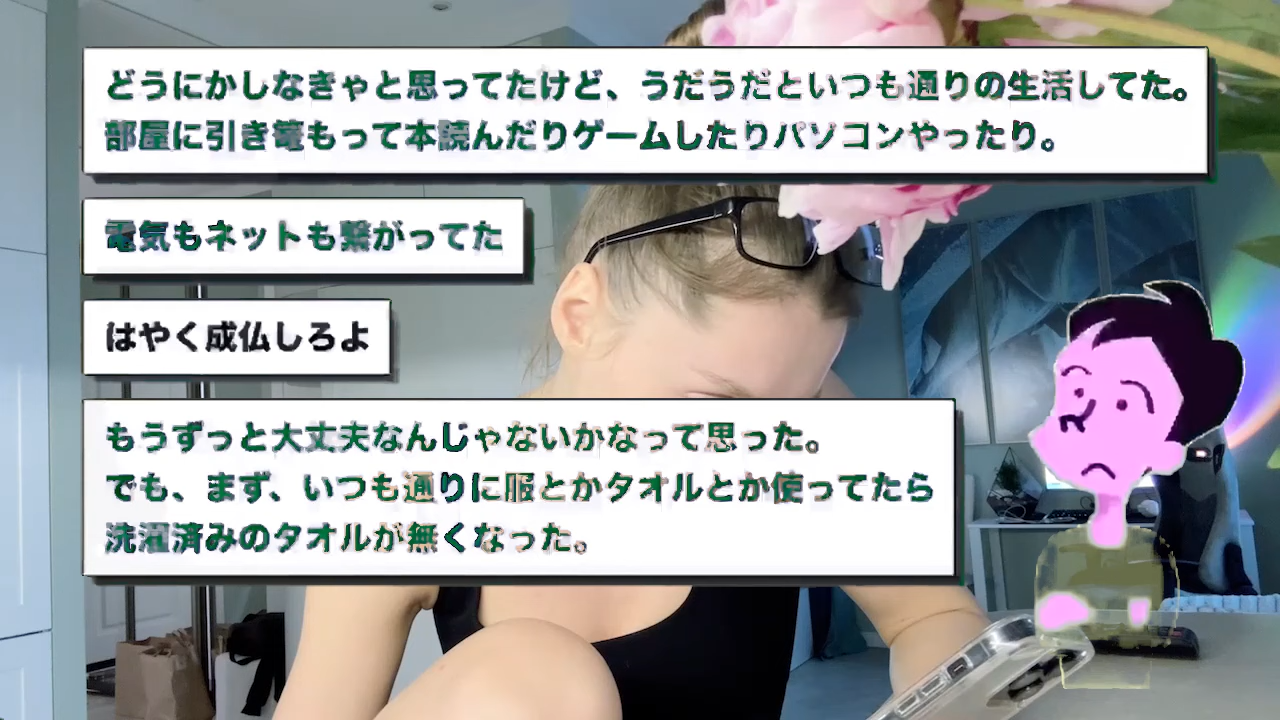 どうにかしなきゃと思ってたけど、うだうだといつも通りの生活してた。
部屋に引き篭もって本読んだりゲームしたりパソコンやったり。
電気もネットも繋がってた
はやく成仏しろよ
もうずっと大丈夫なんじゃないかなって思った。
でも、まず、いつも通りに服とかタオルとか使ってたら
洗濯済みのタオルが無くなった。